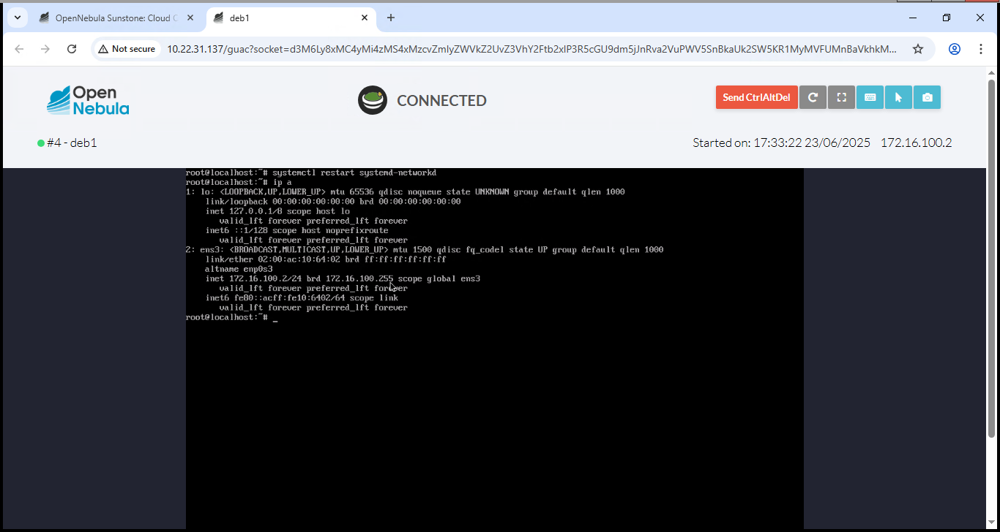 OpenNebula Sunstone: Cloud
deb1
Not secure
10.22.31.137/guac?socket=d3M6Ly8xMC4yMi4zMS4xMzcvZmlyZWVkZ2UvZ3VhY2Ftb2xlP3R5cGU9dm5jJnRva2VuPWV5SnBkaUk2SW5KR1MyMVFUMnBaVkhkM...
Open
Nebula
CONNECTED
Send CtrlAltDel
#4 - deb1
Started on: 17:33:22 23/06/2025 172.16.100.2
root@localhost:~# systemctl restart systemd-networkd
root@localhost:~# ip a
1: lo: <LOOPBACK,UP,LOWER_UP> mtu 65536 qdisc noqueue state UNKNOWN group default qlen 1000
link/loopback 00:00:00:00:00:00 brd 00:00:00:00:00:00
inet 127.0.0.1/8 scope host lo
valid_lft forever preferred_lft forever
inet6 ::1/128 scope host noprefixroute
valid_lft forever preferred_lft forever
2: ens3: <BROADCAST,MULTICAST,UP,LOWER_UP> mtu 1500 qdisc fq_codel state UP group default qlen 1000
link/ether 02:00:ac:10:64:02 brd ff:ff:ff:ff:ff:ff
altname enp0s3
inet 172.16.100.2/24 brd 172.16.100.255 scope global ens3
valid_lft forever preferred_lft forever
inet6 fe80::acff:fe10:6402/64 scope link
valid_lft forever preferred_lft forever
root@localhost:~# _